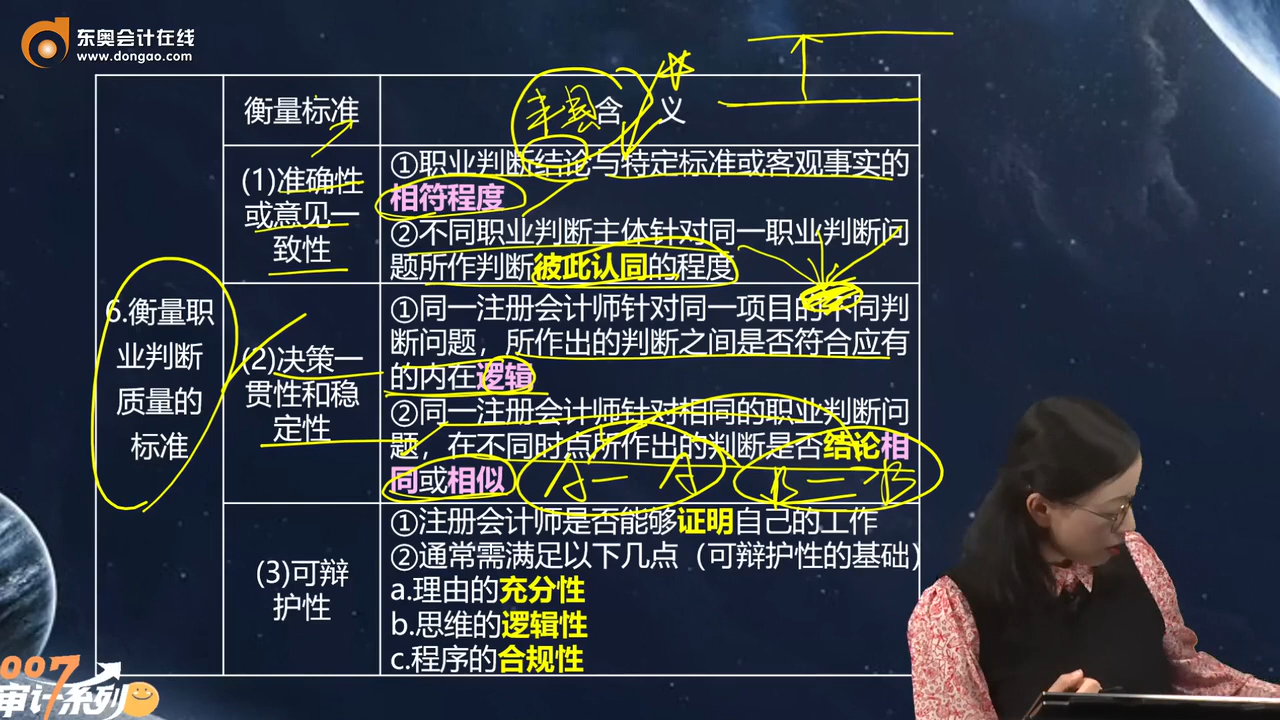 东奥会计在线
www.dongao.com
衡量标准
含 义
6.衡量职
业判断
质量的
标准
(1)准确性
或意见一
致性
①职业判断结论与特定标准或客观事实的
相符程度
②不同职业判断主体针对同一职业判断问
题所作判断彼此认同的程度
(2)决策一
贯性和稳
定性
①同一注册会计师针对同一项目的不同判
断问题，所作出的判断之间是否符合应有
的内在逻辑
②同一注册会计师针对相同的职业判断问
题，在不同时点所作出的判断是否结论相
同或相似
A— A
B — B
(3)可辩
护性
①注册会计师是否能够证明自己的工作
②通常需满足以下几点（可辩护性的基础）
a.理由的充分性
b.思维的逻辑性
c.程序的合规性
007
审计系列